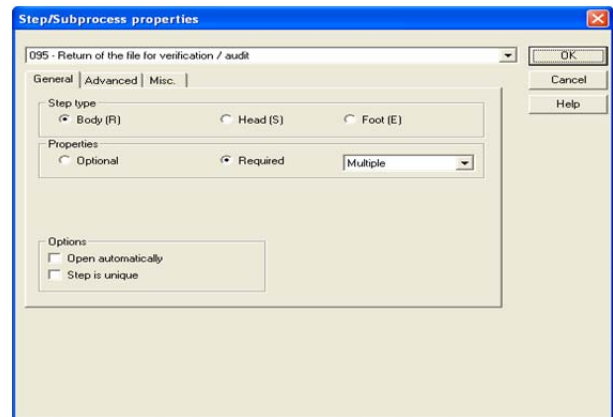 Step/Subprocess properties
095 - Return of the file for verification / audit
OK
General Advanced Misc.
Cancel
Help
Step type
Body (R) Head (S) Foot (E)
Properties
Optional Required Multiple
Options
Open automatically
Step is unique